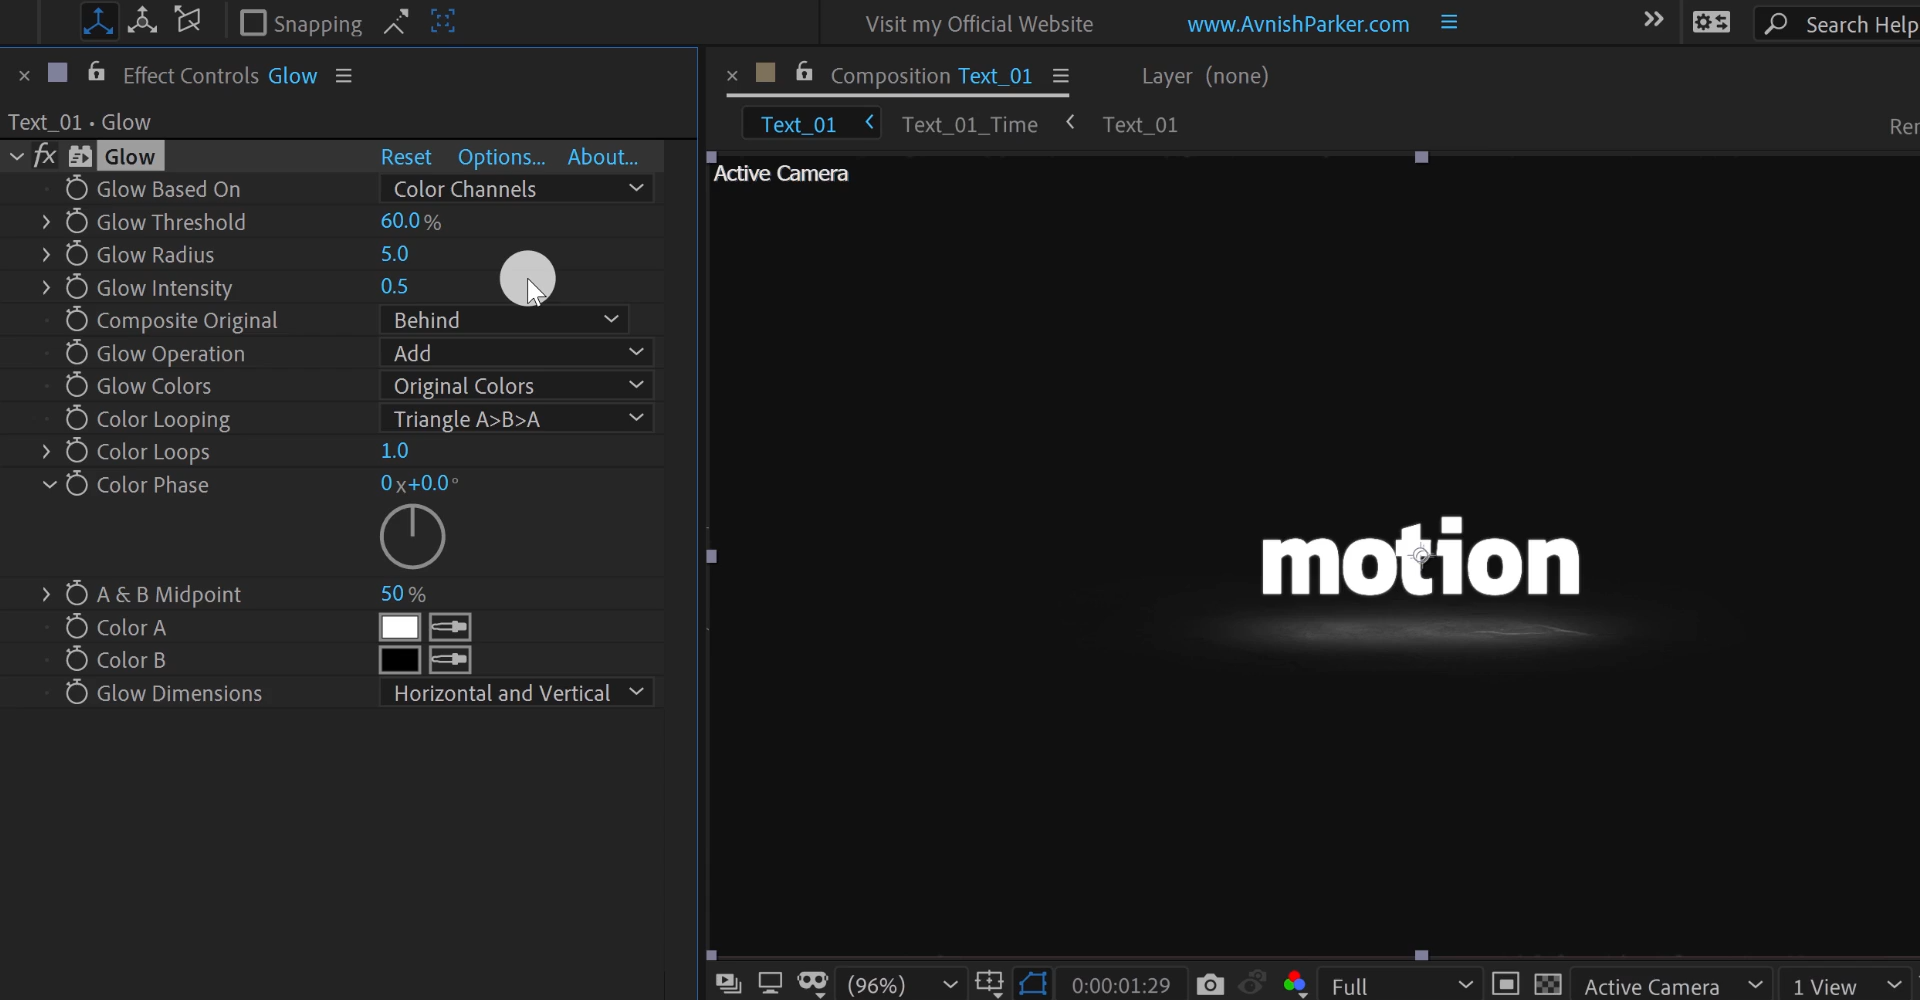 Snapping
Visit my Official Website
www.AvnishParker.com
Search Help
Effect Controls Glow
Composition Text_01
Layer (none)
Text_01 • Glow
Text_01
Text_01_Time
Text_01
Ren
fx Glow
Reset
Options...
About...
Active Camera
Glow Based On
Color Channels
Glow Threshold
60.0 %
Glow Radius
5.0
Glow Intensity
0.5
Composite Original
Behind
Glow Operation
Add
Glow Colors
Original Colors
Color Looping
Triangle A>B>A
Color Loops
1.0
Color Phase
0 x+0.0 °
motion
A & B Midpoint
50 %
Color A
Color B
Glow Dimensions
Horizontal and Vertical
(96%)
0:00:01:29
Full
Active Camera
1 View